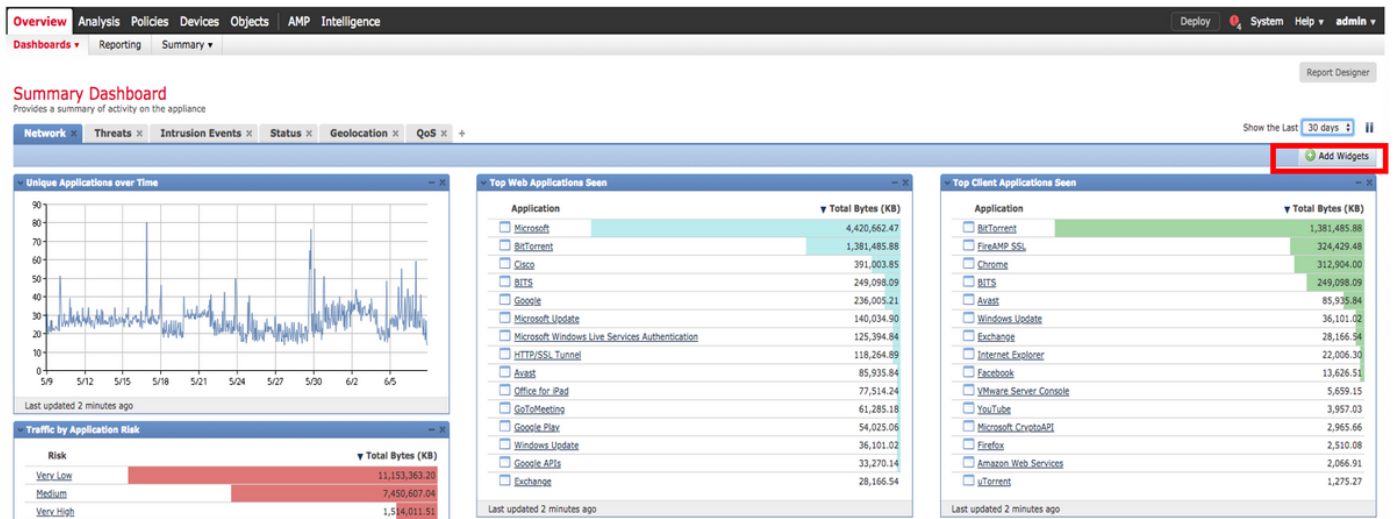 Overview Analysis Policies Devices Objects AMP Intelligence Deploy 4 System Help ▾ admin ▾
Dashboards ▾ Reporting Summary ▾
Report Designer
Summary Dashboard
Provides a summary of activity on the appliance
Network × Threats × Intrusion Events × Status × Geolocation × QoS × + Show the Last 30 days
Add Widgets
Unique Applications over Time
90
80
70
60
50
40
30
20
10
0
5/9 5/12 5/15 5/18 5/21 5/24 5/27 5/30 6/2 6/5
Last updated 2 minutes ago
Traffic by Application Risk
Risk Total Bytes (KB)
Very Low 11,153,363.20
Medium 7,450,607.04
Very High 1,514,011.51
Top Web Applications Seen
Application Total Bytes (KB)
Microsoft 4,420,662.47
BitTorrent 1,381,485.88
Cisco 391,003.85
BITS 249,098.09
Google 236,005.21
Microsoft Update 140,034.90
Microsoft Windows Live Services Authentication 125,394.84
HTTP/SSL Tunnel 118,264.89
Avast 85,935.84
Office for iPad 77,514.24
GoToMeeting 61,285.18
Google Play 54,025.06
Windows Update 36,101.02
Google APIs 33,270.14
Exchange 28,166.54
Last updated 2 minutes ago
Top Client Applications Seen
Application Total Bytes (KB)
BitTorrent 1,381,485.88
FireAMP SSL 324,429.48
Chrome 312,904.00
BITS 249,098.09
Avast 85,935.84
Windows Update 36,101.02
Exchange 28,166.54
Internet Explorer 22,006.30
Facebook 13,626.51
VMware Server Console 5,659.15
YouTube 3,957.03
Microsoft CryptoAPI 2,965.66
Firefox 2,510.08
Amazon Web Services 2,066.91
uTorrent 1,275.27
Last updated 2 minutes ago